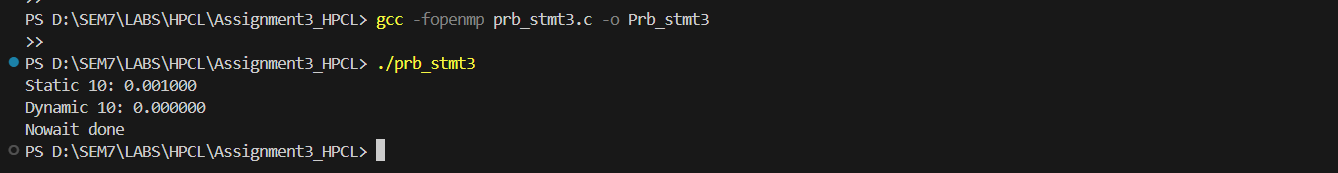 >>
PS D:\SEM7\LABS\HPCL\Assignment3_HPCL> gcc -fopenmp prb_stmt3.c -o Prb_stmt3
>>
PS D:\SEM7\LABS\HPCL\Assignment3_HPCL> ./prb_stmt3
Static 10: 0.001000
Dynamic 10: 0.000000
Nowait done
PS D:\SEM7\LABS\HPCL\Assignment3_HPCL>